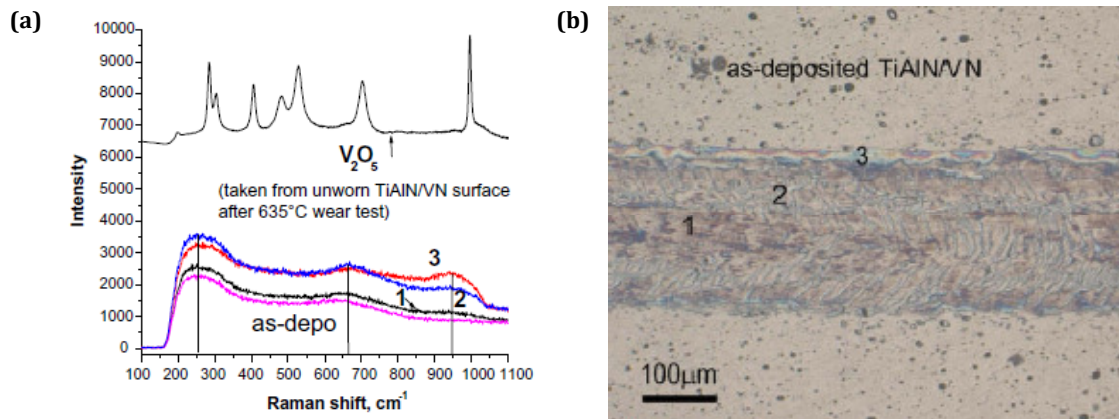 (a)
10000
9000
8000
7000
6000
5000
4000
3000
2000
1000
0
Intensity
V2O5
(taken from unworn TiAlN/VN surface
after 635°C wear test)
3
1
2
as-depo
100 200 300 400 500 600 700 800 900 1000 1100
Raman shift, cm-1
(b)
as-deposited TiAlN/VN
3
2
1
100µm